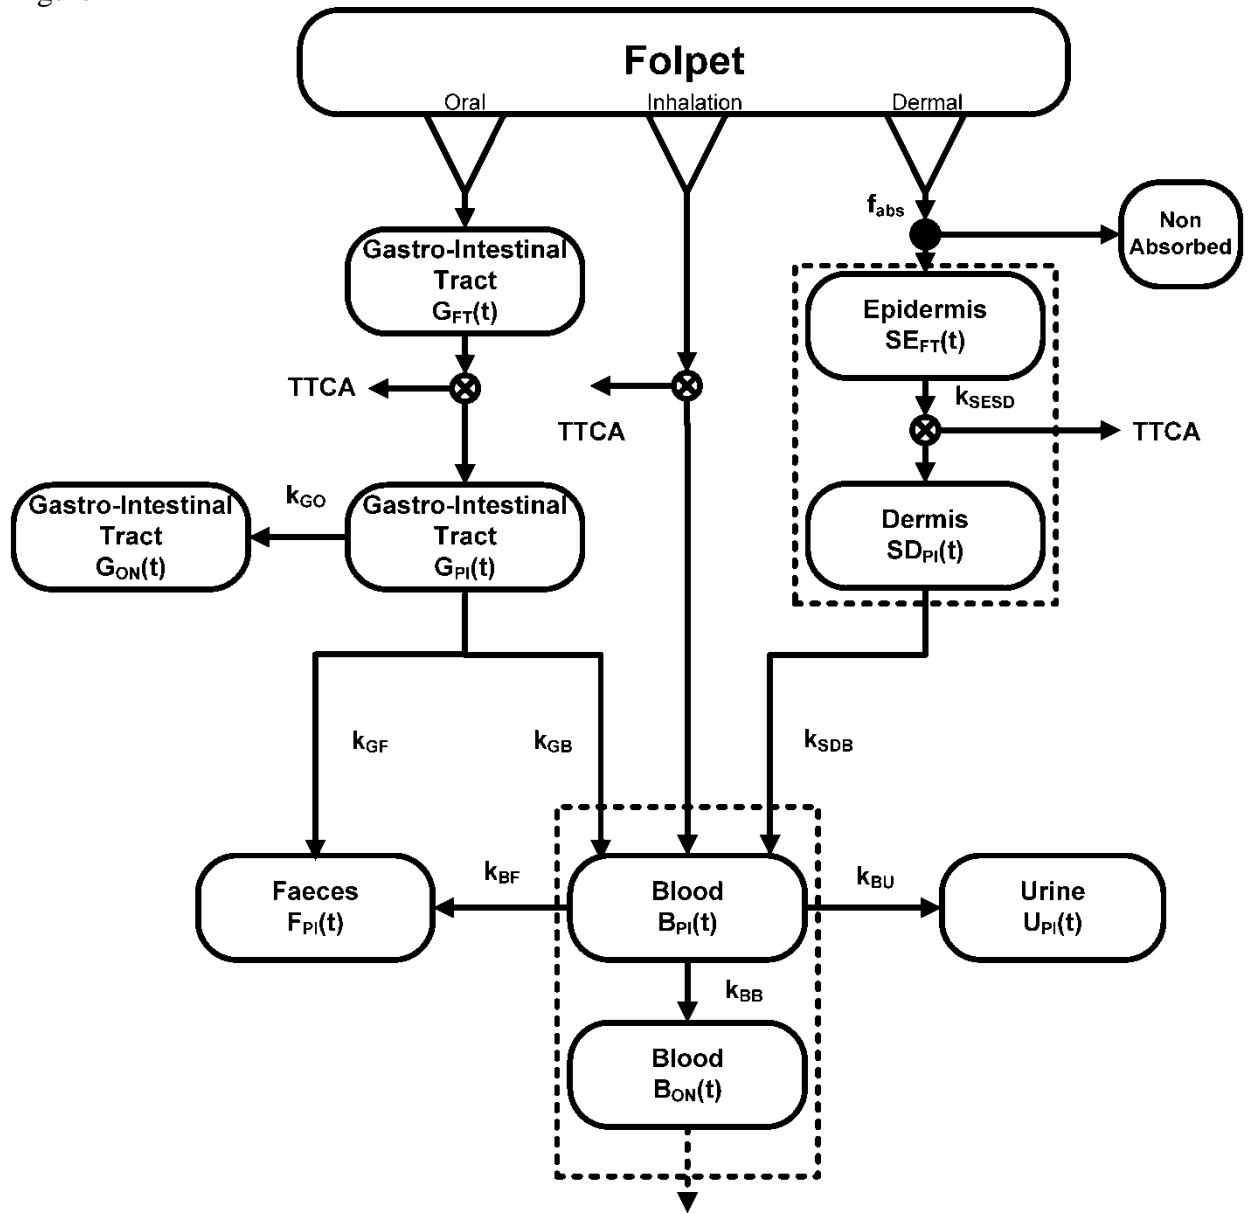 Folpet
Oral
Inhalation
Dermal
fabs
Non
Absorbed
Gastro-Intestinal
Tract
GFT(t)
Epidermis
SEFT(t)
TTCA
TTCA
kSESD
TTCA
Gastro-Intestinal
Tract
GON(t)
kGO
Gastro-Intestinal
Tract
GPI(t)
Dermis
SDPI(t)
kGF
kGB
kSDB
Faeces
FPI(t)
kBF
Blood
BPI(t)
kBU
Urine
UPI(t)
kBB
Blood
BON(t)